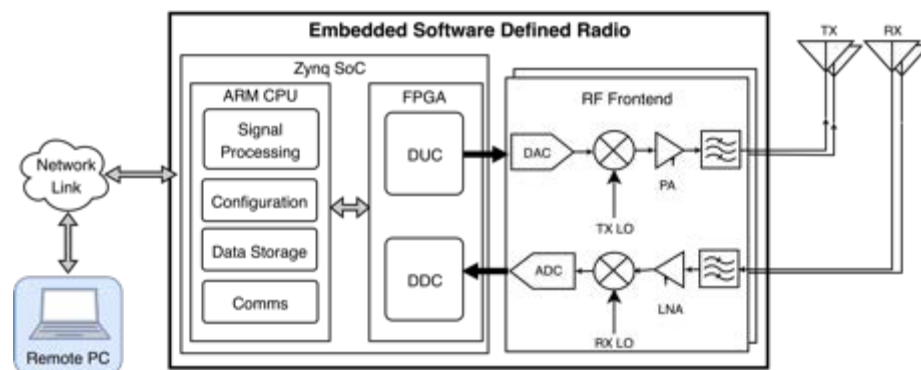 Embedded Software Defined Radio
TX
RX
Zynq SoC
ARM CPU
FPGA
RF Frontend
Signal
Processing
DUC
DAC
PA
TX LO
Network
Link
Configuration
Data Storage
Comms
DDC
ADC
LNA
RX LO
Remote PC